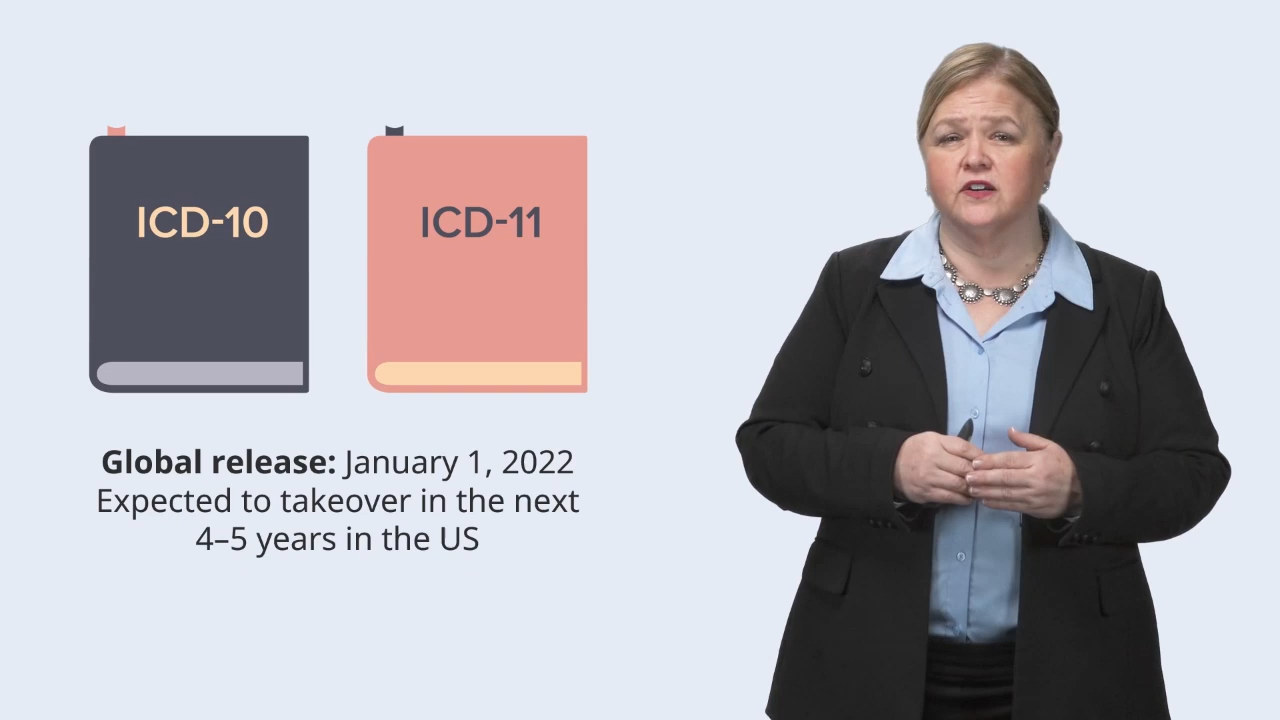 ICD-10
ICD-11
Global release: January 1, 2022
Expected to takeover in the next
4–5 years in the US